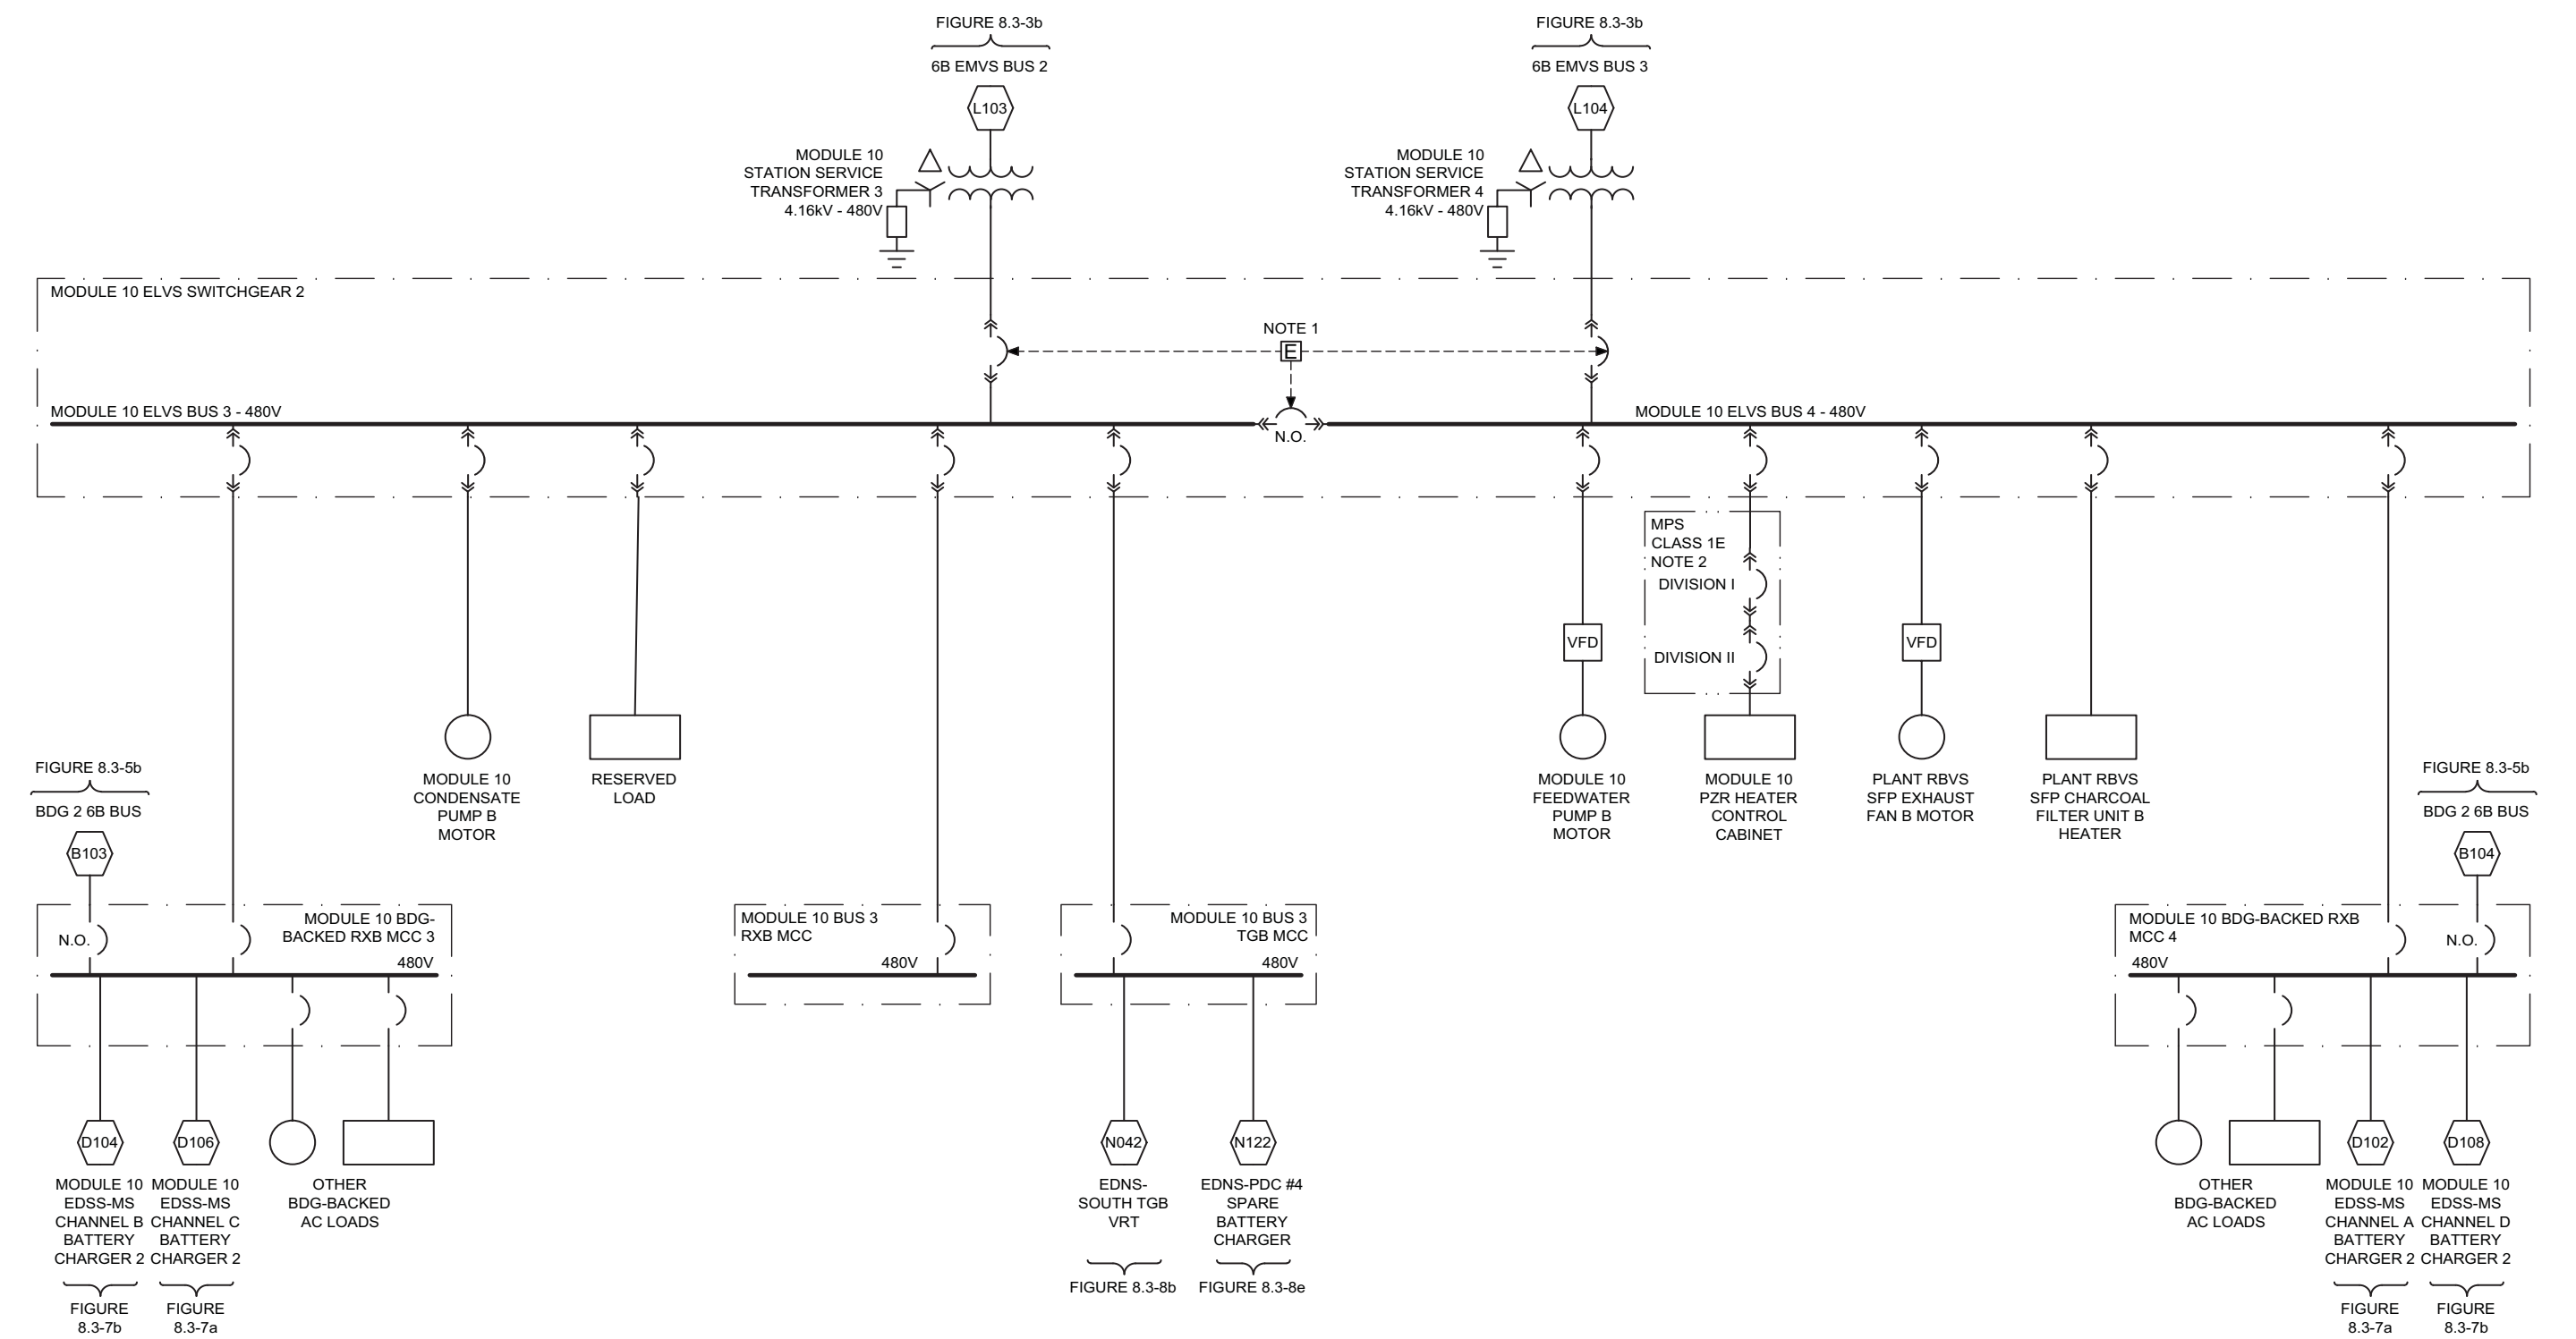 FIGURE 8.3-3b
6B EMVS BUS 2
L103
MODULE 10
STATION SERVICE
TRANSFORMER 3
4.16kV - 480V
FIGURE 8.3-3b
6B EMVS BUS 3
L104
MODULE 10
STATION SERVICE
TRANSFORMER 4
4.16kV - 480V
MODULE 10 ELVS SWITCHGEAR 2
NOTE 1
E
MODULE 10 ELVS BUS 3 - 480V
MODULE 10 ELVS BUS 4 - 480V
N.O.
MPS
CLASS 1E
NOTE 2
DIVISION I
DIVISION II
VFD
VFD
MODULE 10
CONDENSATE
PUMP B
MOTOR
RESERVED
LOAD
MODULE 10
FEEDWATER
PUMP B
MOTOR
MODULE 10
PZR HEATER
CONTROL
CABINET
PLANT RBVS
SFP EXHAUST
FAN B MOTOR
PLANT RBVS
SFP CHARCOAL
FILTER UNIT B
HEATER
FIGURE 8.3-5b
BDG 2 6B BUS
B103
FIGURE 8.3-5b
BDG 2 6B BUS
B104
N.O.
MODULE 10 BDG-
BACKED RXB MCC 3
480V
MODULE 10 BUS 3
RXB MCC
480V
MODULE 10 BUS 3
TGB MCC
480V
MODULE 10 BDG-BACKED RXB
MCC 4
480V
N.O.
D104
MODULE 10
EDSS-MS
CHANNEL B
BATTERY
CHARGER 2
FIGURE
8.3-7b
D106
MODULE 10
EDSS-MS
CHANNEL C
BATTERY
CHARGER 2
FIGURE
8.3-7a
OTHER
BDG-BACKED
AC LOADS
N042
EDNS-
SOUTH TGB
VRT
FIGURE 8.3-8b
N122
EDNS-PDC #4
SPARE
BATTERY
CHARGER
FIGURE 8.3-8e
OTHER
BDG-BACKED
AC LOADS
D102
MODULE 10
EDSS-MS
CHANNEL A
BATTERY
CHARGER 2
FIGURE
8.3-7a
D108
MODULE 10
EDSS-MS
CHANNEL D
BATTERY
CHARGER 2
FIGURE
8.3-7b